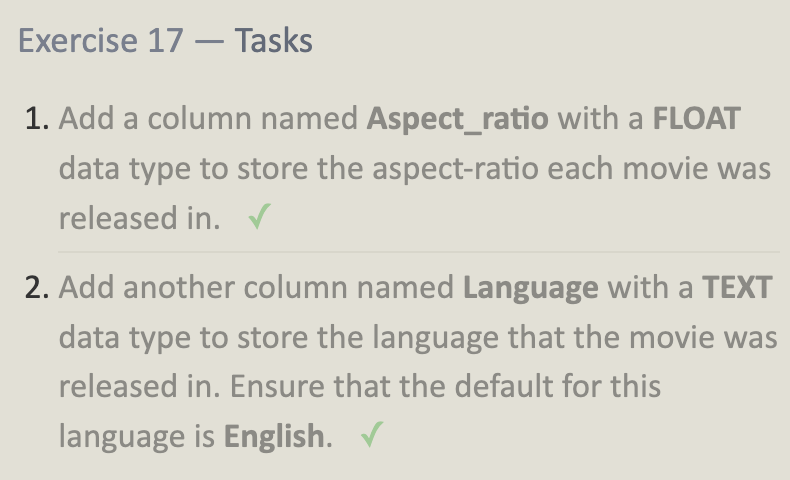 Exercise 17 — Tasks
1. Add a column named Aspect_ratio with a FLOAT
data type to store the aspect-ratio each movie was
released in. ✓
2. Add another column named Language with a TEXT
data type to store the language that the movie was
released in. Ensure that the default for this
language is English. ✓